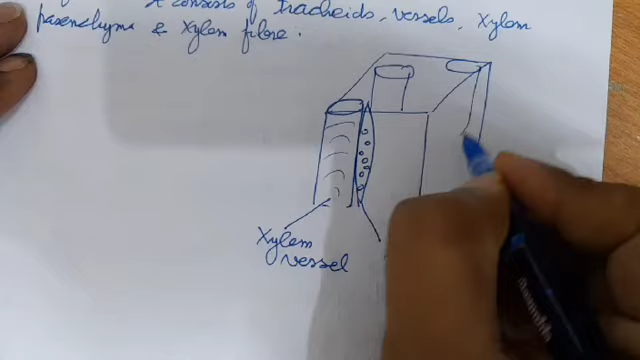 It consists of tracheids, vessels, Xylem
parenchyma & Xylem fibre.
Xylem
vessel